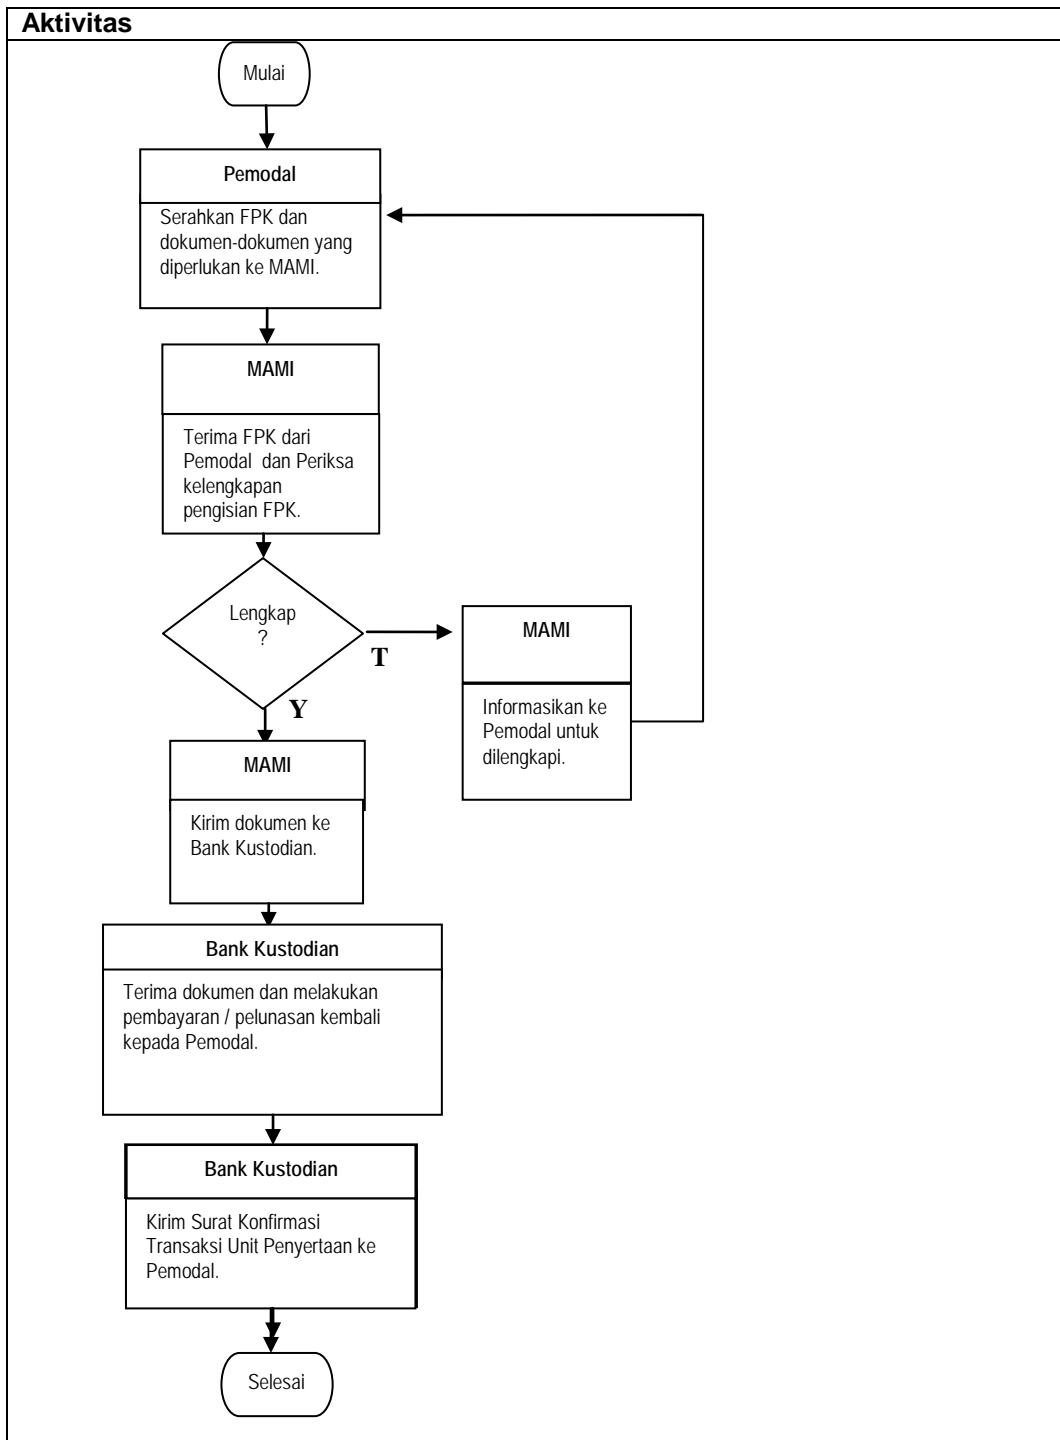 Aktivitas
Mulai
Pemodal
Serahkan FPK dan
dokumen-dokumen yang
diperlukan ke MAMI.
MAMI
Terima FPK dari
Pemodal dan Periksa
kelengkapan
pengisian FPK.
Lengkap
?
T
MAMI
Informasikan ke
Pemodal untuk
dilengkapi.
Y
MAMI
Kirim dokumen ke
Bank Kustodian.
Bank Kustodian
Terima dokumen dan melakukan
pembayaran / pelunasan kembali
kepada Pemodal.
Bank Kustodian
Kirim Surat Konfirmasi
Transaksi Unit Penyertaan ke
Pemodal.
Selesai